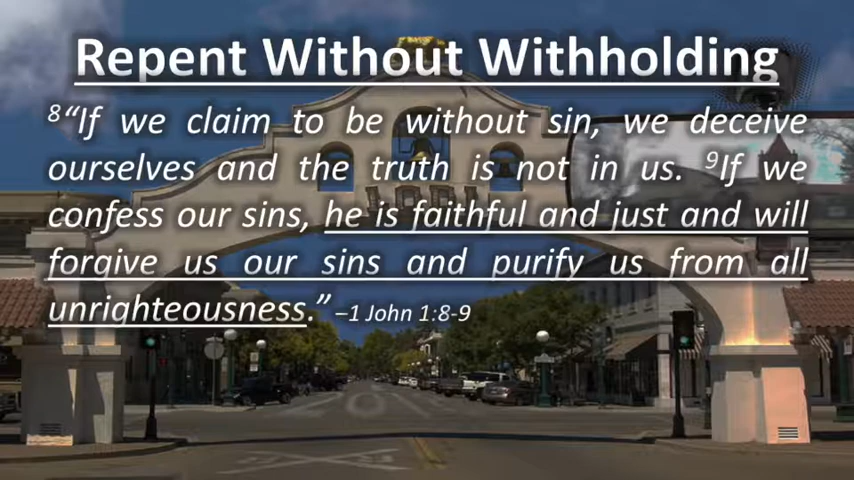 Repent Without Withholding
⁸“If we claim to be without sin, we deceive
ourselves and the truth is not in us. ⁹If we
confess our sins, he is faithful and just and will
forgive us our sins and purify us from all
unrighteousness.” –1 John 1:8-9